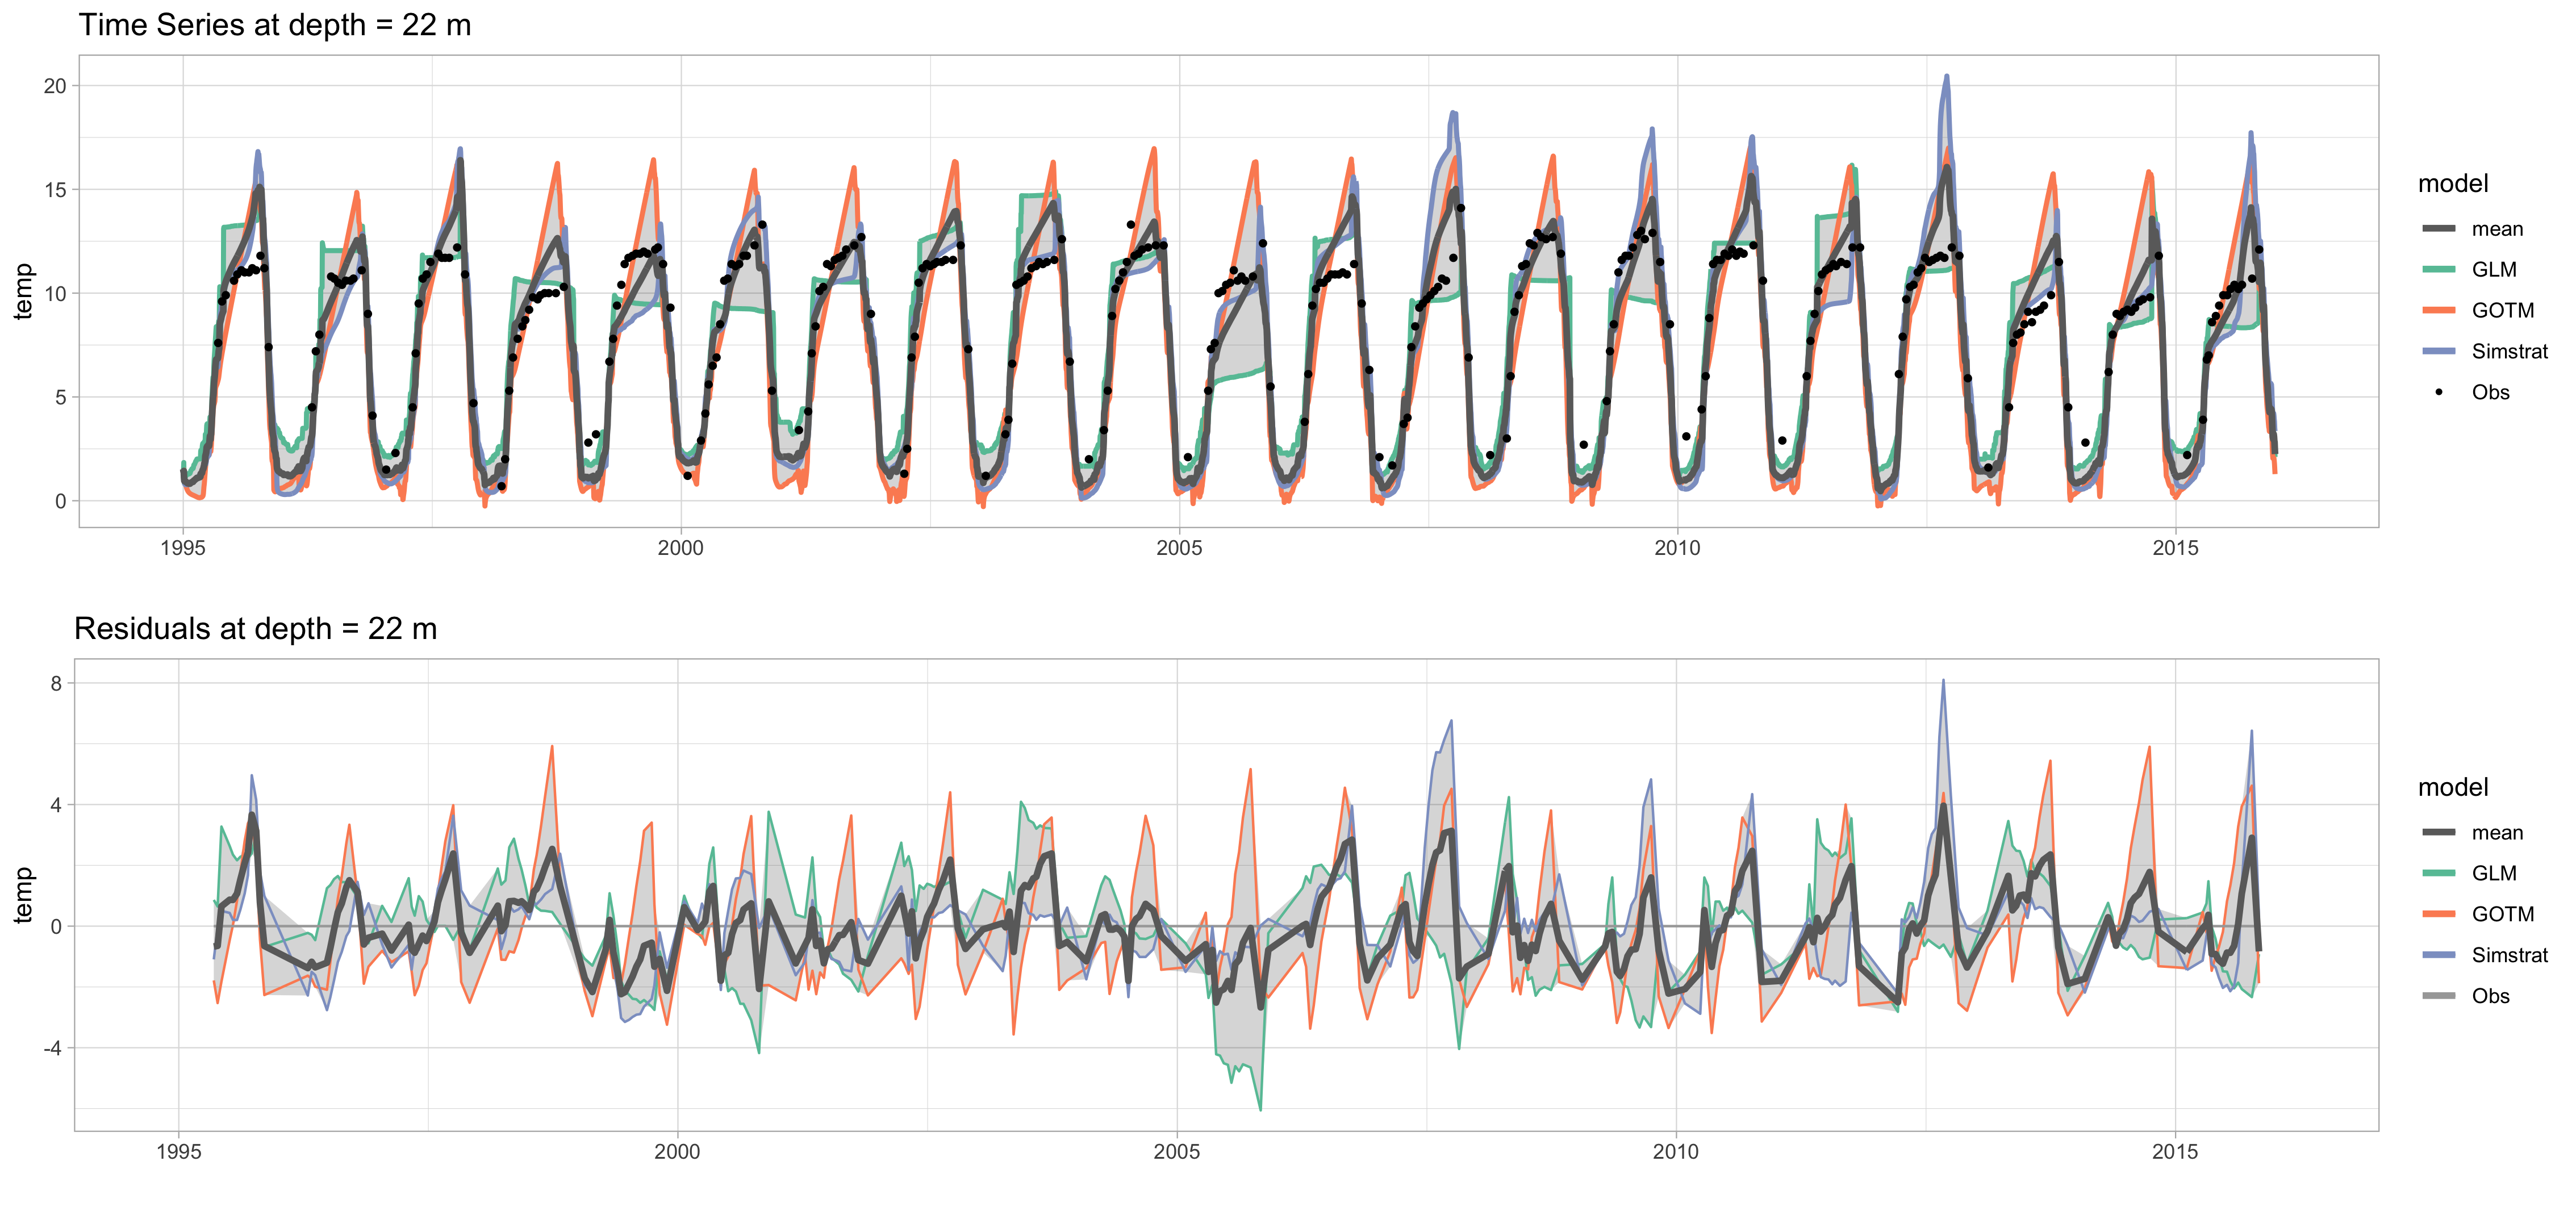 Time Series at depth = 22 m
20
15
10
5
0
temp
1995
2000
2005
2010
2015
model
mean
GLM
GOTM
Simstrat
Obs
Residuals at depth = 22 m
8
4
0
-4
temp
1995
2000
2005
2010
2015
model
mean
GLM
GOTM
Simstrat
Obs